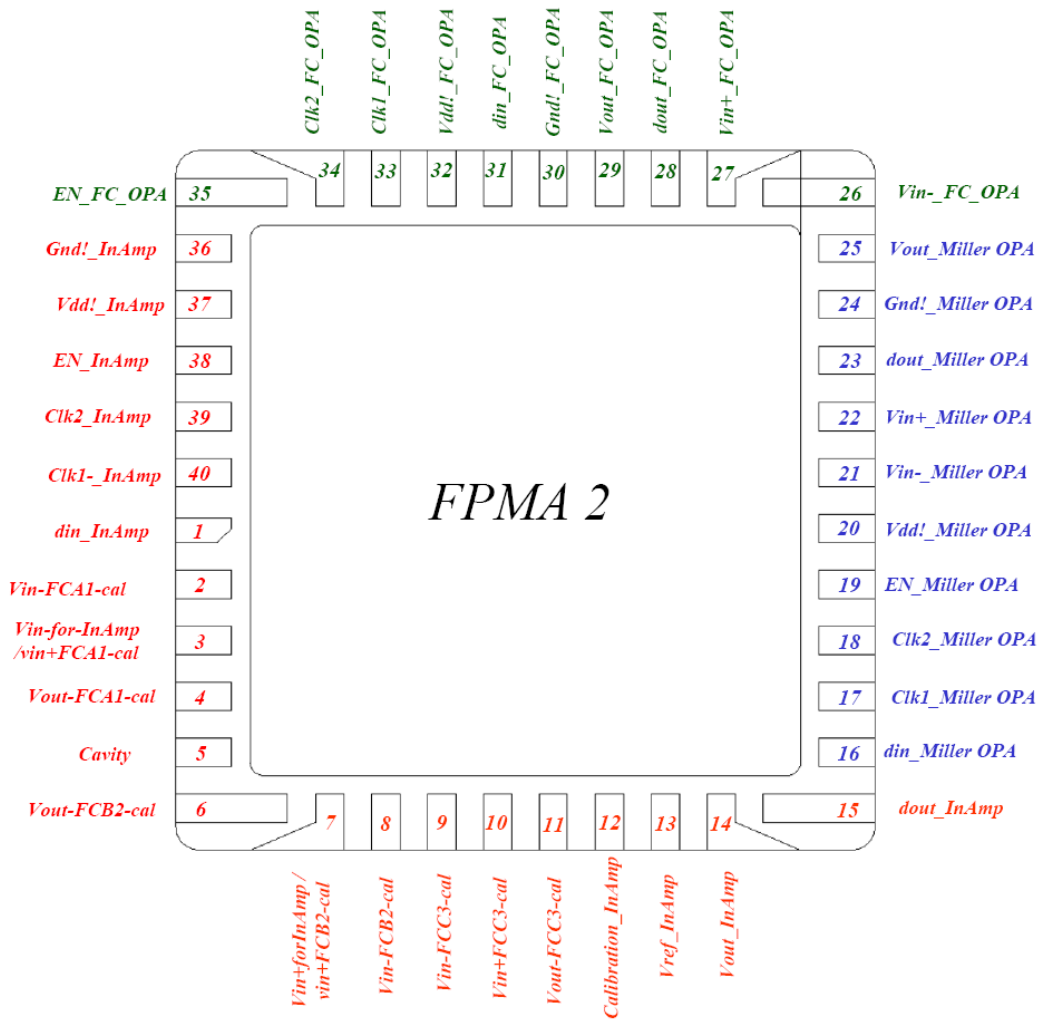 Clk2_FC_OPA
Clk1_FC_OPA
Vdd!_FC_OPA
din_FC_OPA
Gnd!_FC_OPA
Vout_FC_OPA
dout_FC_OPA
Vin+_FC_OPA
34
33
32
31
30
29
28
27
EN_FC_OPA 35
26 Vin-_FC_OPA
Gnd!_InAmp 36
25 Vout_Miller OPA
Vdd!_InAmp 37
24 Gnd!_Miller OPA
EN_InAmp 38
23 dout_Miller OPA
Clk2_InAmp 39
22 Vin+_Miller OPA
Clk1-_InAmp 40
21 Vin-_Miller OPA
FPMA 2
din_InAmp 1
20 Vdd!_Miller OPA
Vin-FCA1-cal 2
19 EN_Miller OPA
Vin-for-InAmp
/vin+FCA1-cal 3
18 Clk2_Miller OPA
Vout-FCA1-cal 4
17 Clk1_Miller OPA
Cavity 5
16 din_Miller OPA
Vout-FCB2-cal 6
15 dout_InAmp
7
8
9
10
11
12
13
14
Vin+forInAmp /
vin+FCB2-cal
Vin-FCB2-cal
Vin-FCC3-cal
Vin+FCC3-cal
Vout-FCC3-cal
Calibration_InAmp
Vref_InAmp
Vout_InAmp